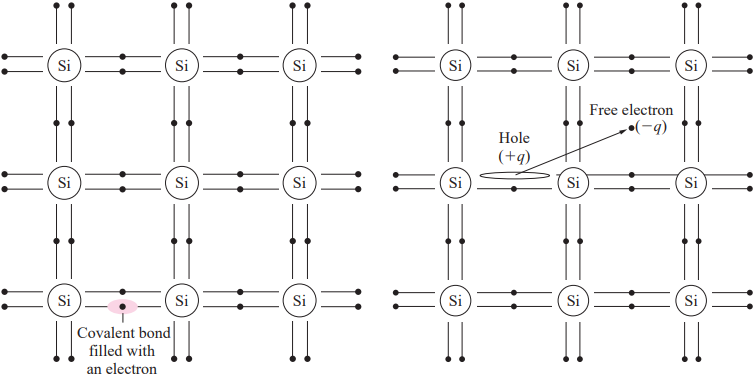 Si Si Si
Si Si Si
Si Si Si
Covalent bond
filled with
an electron
Si Si Si
Free electron
(−q)
Hole
(+q)
Si Si Si
Si Si Si